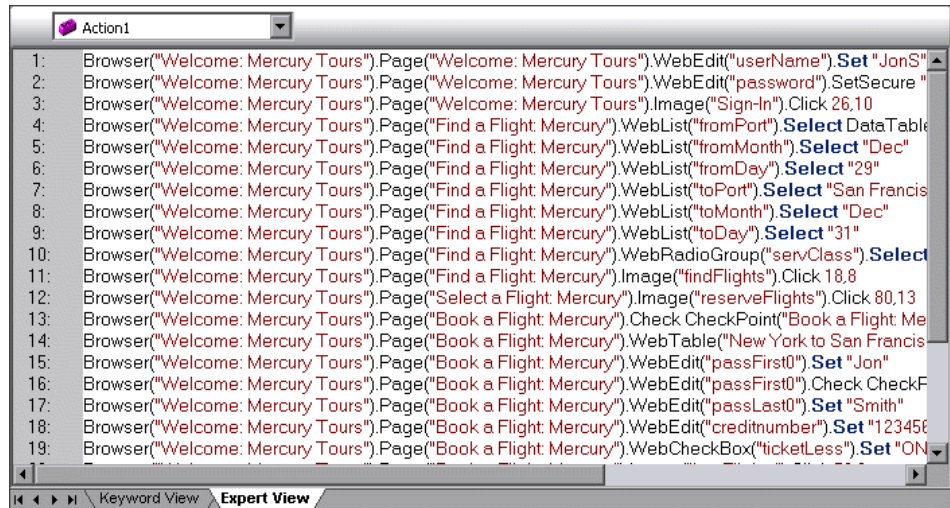 Action1
1: Browser("Welcome: Mercury Tours").Page("Welcome: Mercury Tours").WebEdit("userName").Set "JonS"
2: Browser("Welcome: Mercury Tours").Page("Welcome: Mercury Tours").WebEdit("password").SetSecure "
3: Browser("Welcome: Mercury Tours").Page("Welcome: Mercury Tours").Image("Sign-In").Click 26,10
4: Browser("Welcome: Mercury Tours").Page("Find a Flight: Mercury").WebList("fromPort").Select DataTable
5: Browser("Welcome: Mercury Tours").Page("Find a Flight: Mercury").WebList("fromMonth").Select "Dec"
6: Browser("Welcome: Mercury Tours").Page("Find a Flight: Mercury").WebList("fromDay").Select "29"
7: Browser("Welcome: Mercury Tours").Page("Find a Flight: Mercury").WebList("toPort").Select "San Francis
8: Browser("Welcome: Mercury Tours").Page("Find a Flight: Mercury").WebList("toMonth").Select "Dec"
9: Browser("Welcome: Mercury Tours").Page("Find a Flight: Mercury").WebList("toDay").Select "31"
10: Browser("Welcome: Mercury Tours").Page("Find a Flight: Mercury").WebRadioGroup("servClass").Select
11: Browser("Welcome: Mercury Tours").Page("Find a Flight: Mercury").Image("findFlights").Click 18,8
12: Browser("Welcome: Mercury Tours").Page("Select a Flight: Mercury").Image("reserveFlights").Click 80,13
13: Browser("Welcome: Mercury Tours").Page("Book a Flight: Mercury").Check CheckPoint("Book a Flight: Me
14: Browser("Welcome: Mercury Tours").Page("Book a Flight: Mercury").WebTable("New York to San Francis
15: Browser("Welcome: Mercury Tours").Page("Book a Flight: Mercury").WebEdit("passFirst0").Set "Jon"
16: Browser("Welcome: Mercury Tours").Page("Book a Flight: Mercury").WebEdit("passFirst0").Check CheckP
17: Browser("Welcome: Mercury Tours").Page("Book a Flight: Mercury").WebEdit("passLast0").Set "Smith"
18: Browser("Welcome: Mercury Tours").Page("Book a Flight: Mercury").WebEdit("creditnumber").Set "123456
19: Browser("Welcome: Mercury Tours").Page("Book a Flight: Mercury").WebCheckBox("ticketLess").Set "ON
Keyword View Expert View